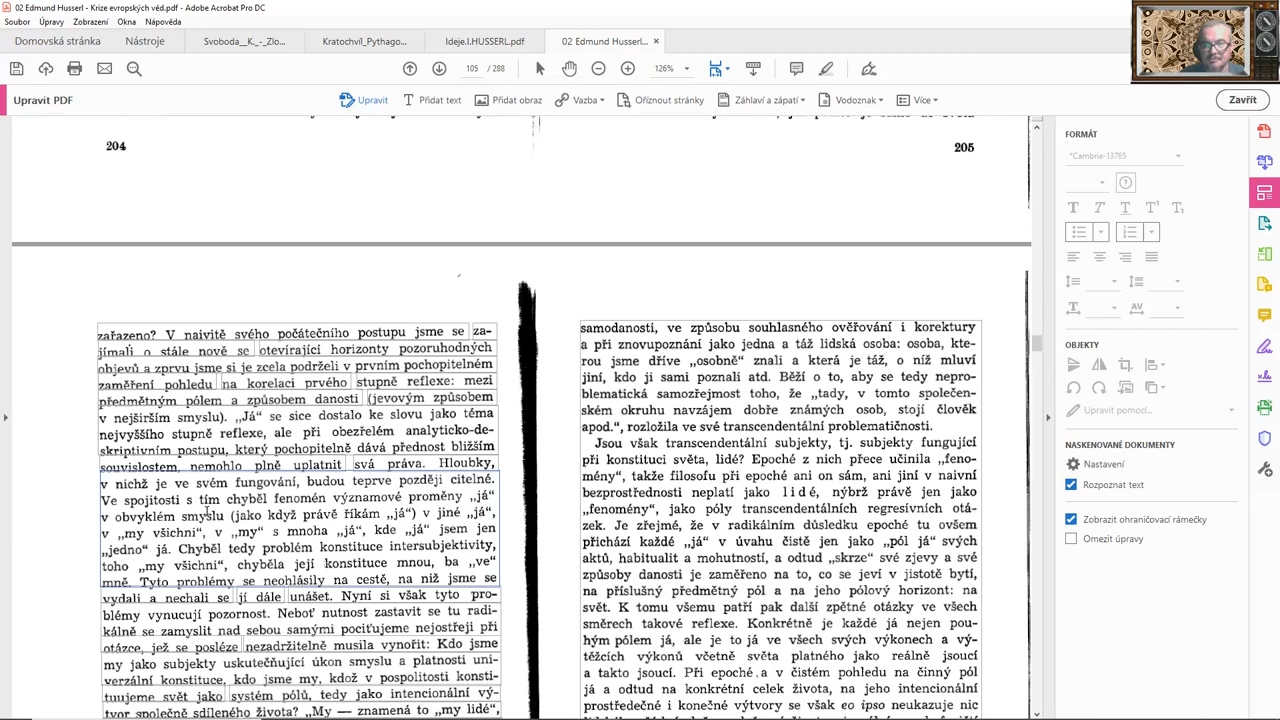 02 Edmund Husserl - Krize evropských věd.pdf - Adobe Acrobat Pro DC
Soubor Úpravy Zobrazení Okna Nápověda
Domovská stránka Nástroje Svoboda__K._-_Zlo... Kratochvíl_Pythago... Ideje.I.HUSSERL.pdf 02 Edmund Husserl... ×
105 / 288 126%
Upravit PDF Upravit Přidat text Přidat obraz Vazba Oříznout stránky Záhlaví a zápatí Vodoznak Více Zavřít
204
zařazeno? V naivitě svého počátečního postupu jsme se za-
jímali o stále nově se otevírající horizonty pozoruhodných
objevů a zprvu jsme si je zcela podrželi v prvním pochopitelném
zaměření pohledu na korelaci prvého stupně reflexe: mezi
předmětným pólem a způsobem danosti (jevovým způsobem
v nejširším smyslu). „Já“ se sice dostalo ke slovu jako téma
nejvyššího stupně reflexe, ale při obezřelém analyticko-de-
skriptivním postupu, který pochopitelně dává přednost bližším
souvislostem, nemohlo plně uplatnit svá práva. Hloubky,
v nichž je ve svém fungování, budou teprve později citelné.
Ve spojitosti s tím chyběl fenomén významové proměny „já“
v obvyklém smyslu (jako když právě říkám „já“) v jiné „já“,
v „my všichni“, v „my“ s mnoha „já“, kde „já“ jsem jen
„jedno“ já. Chyběl tedy problém konstituce intersubjektivity,
toho „my všichni“, chyběla její konstituce mnou, ba „ve“
mně. Tyto problémy se neohlásily na cestě, na niž jsme se
vydali a nechali se jí dále unášet. Nyní si však tyto pro-
blémy vynucují pozornost. Neboť nutnost zastavit se tu radi-
kálně se zamyslit nad sebou samými pociťujeme nejostřeji při
otázce, jež se posléze nezadržitelně musila vynořit: Kdo jsme
my jako subjekty uskutečňující úkon smyslu a platnosti uni-
verzální konstituce, kdo jsme my, kdož v pospolitosti konsti-
tuujeme svět jako systém pólů, tedy jako intencionální vý-
tvor společně sdíleného života? „My — znamená to „my lidé“,
205
samodanosti, ve způsobu souhlasného ověřování i korektury
a při znovupoznání jako jedna a táž lidská osoba: osoba, kte-
rou jsme dříve „osobně“ znali a která je táž, o níž mluví
jiní, kdo ji sami poznali atd. Běží o to, aby se tedy nepro-
blematická samozřejmost toho, že „tady, v tomto společen-
ském okruhu navzájem dobře známých osob, stojí člověk
apod.“, rozložila ve své transcendentální problematičnosti.
Jsou však transcendentální subjekty, tj. subjekty fungující
při konstituci světa, lidé? Epoché z nich přece učinila „feno-
mény“, takže filosofu při epoché ani on sám, ani jiní v naivní
bezprostřednosti neplatí jako lidé, nýbrž právě jen jako
„fenomény“, jako póly transcendentálních regresívních otá-
zek. Je zřejmé, že v radikálním důsledku epoché tu ovšem
přichází každé „já“ v úvahu čistě jen jako „pól já“ svých
aktů, habitualit a mohutností, a odtud „skrze“ své zjevy a své
způsoby danosti je zaměřeno na to, co se jeví v jistotě bytí,
na příslušný předmětný pól a na jeho pólový horizont: na
svět. K tomu všemu patří pak další zpětné otázky ve všech
směrech takové reflexe. Konkrétně je každé já nejen pou-
hým pólem já, ale je to já ve všech svých výkonech a vý-
těžcích výkonů včetně světa platného jako reálně jsoucí
a takto jsoucí. Při epoché a v čistém pohledu na činný pól
já a odtud na konkrétní celek života, na jeho intencionální
prostředečné i konečné výtvory se však eo ipso neukazuje nic
FORMÁT
*Cambria-13765
OBJEKTY
Upravit pomocí...
NASKENOVANÉ DOKUMENTY
Nastavení
Rozpoznat text
Zobrazit ohraničovací rámečky
Omezit úpravy